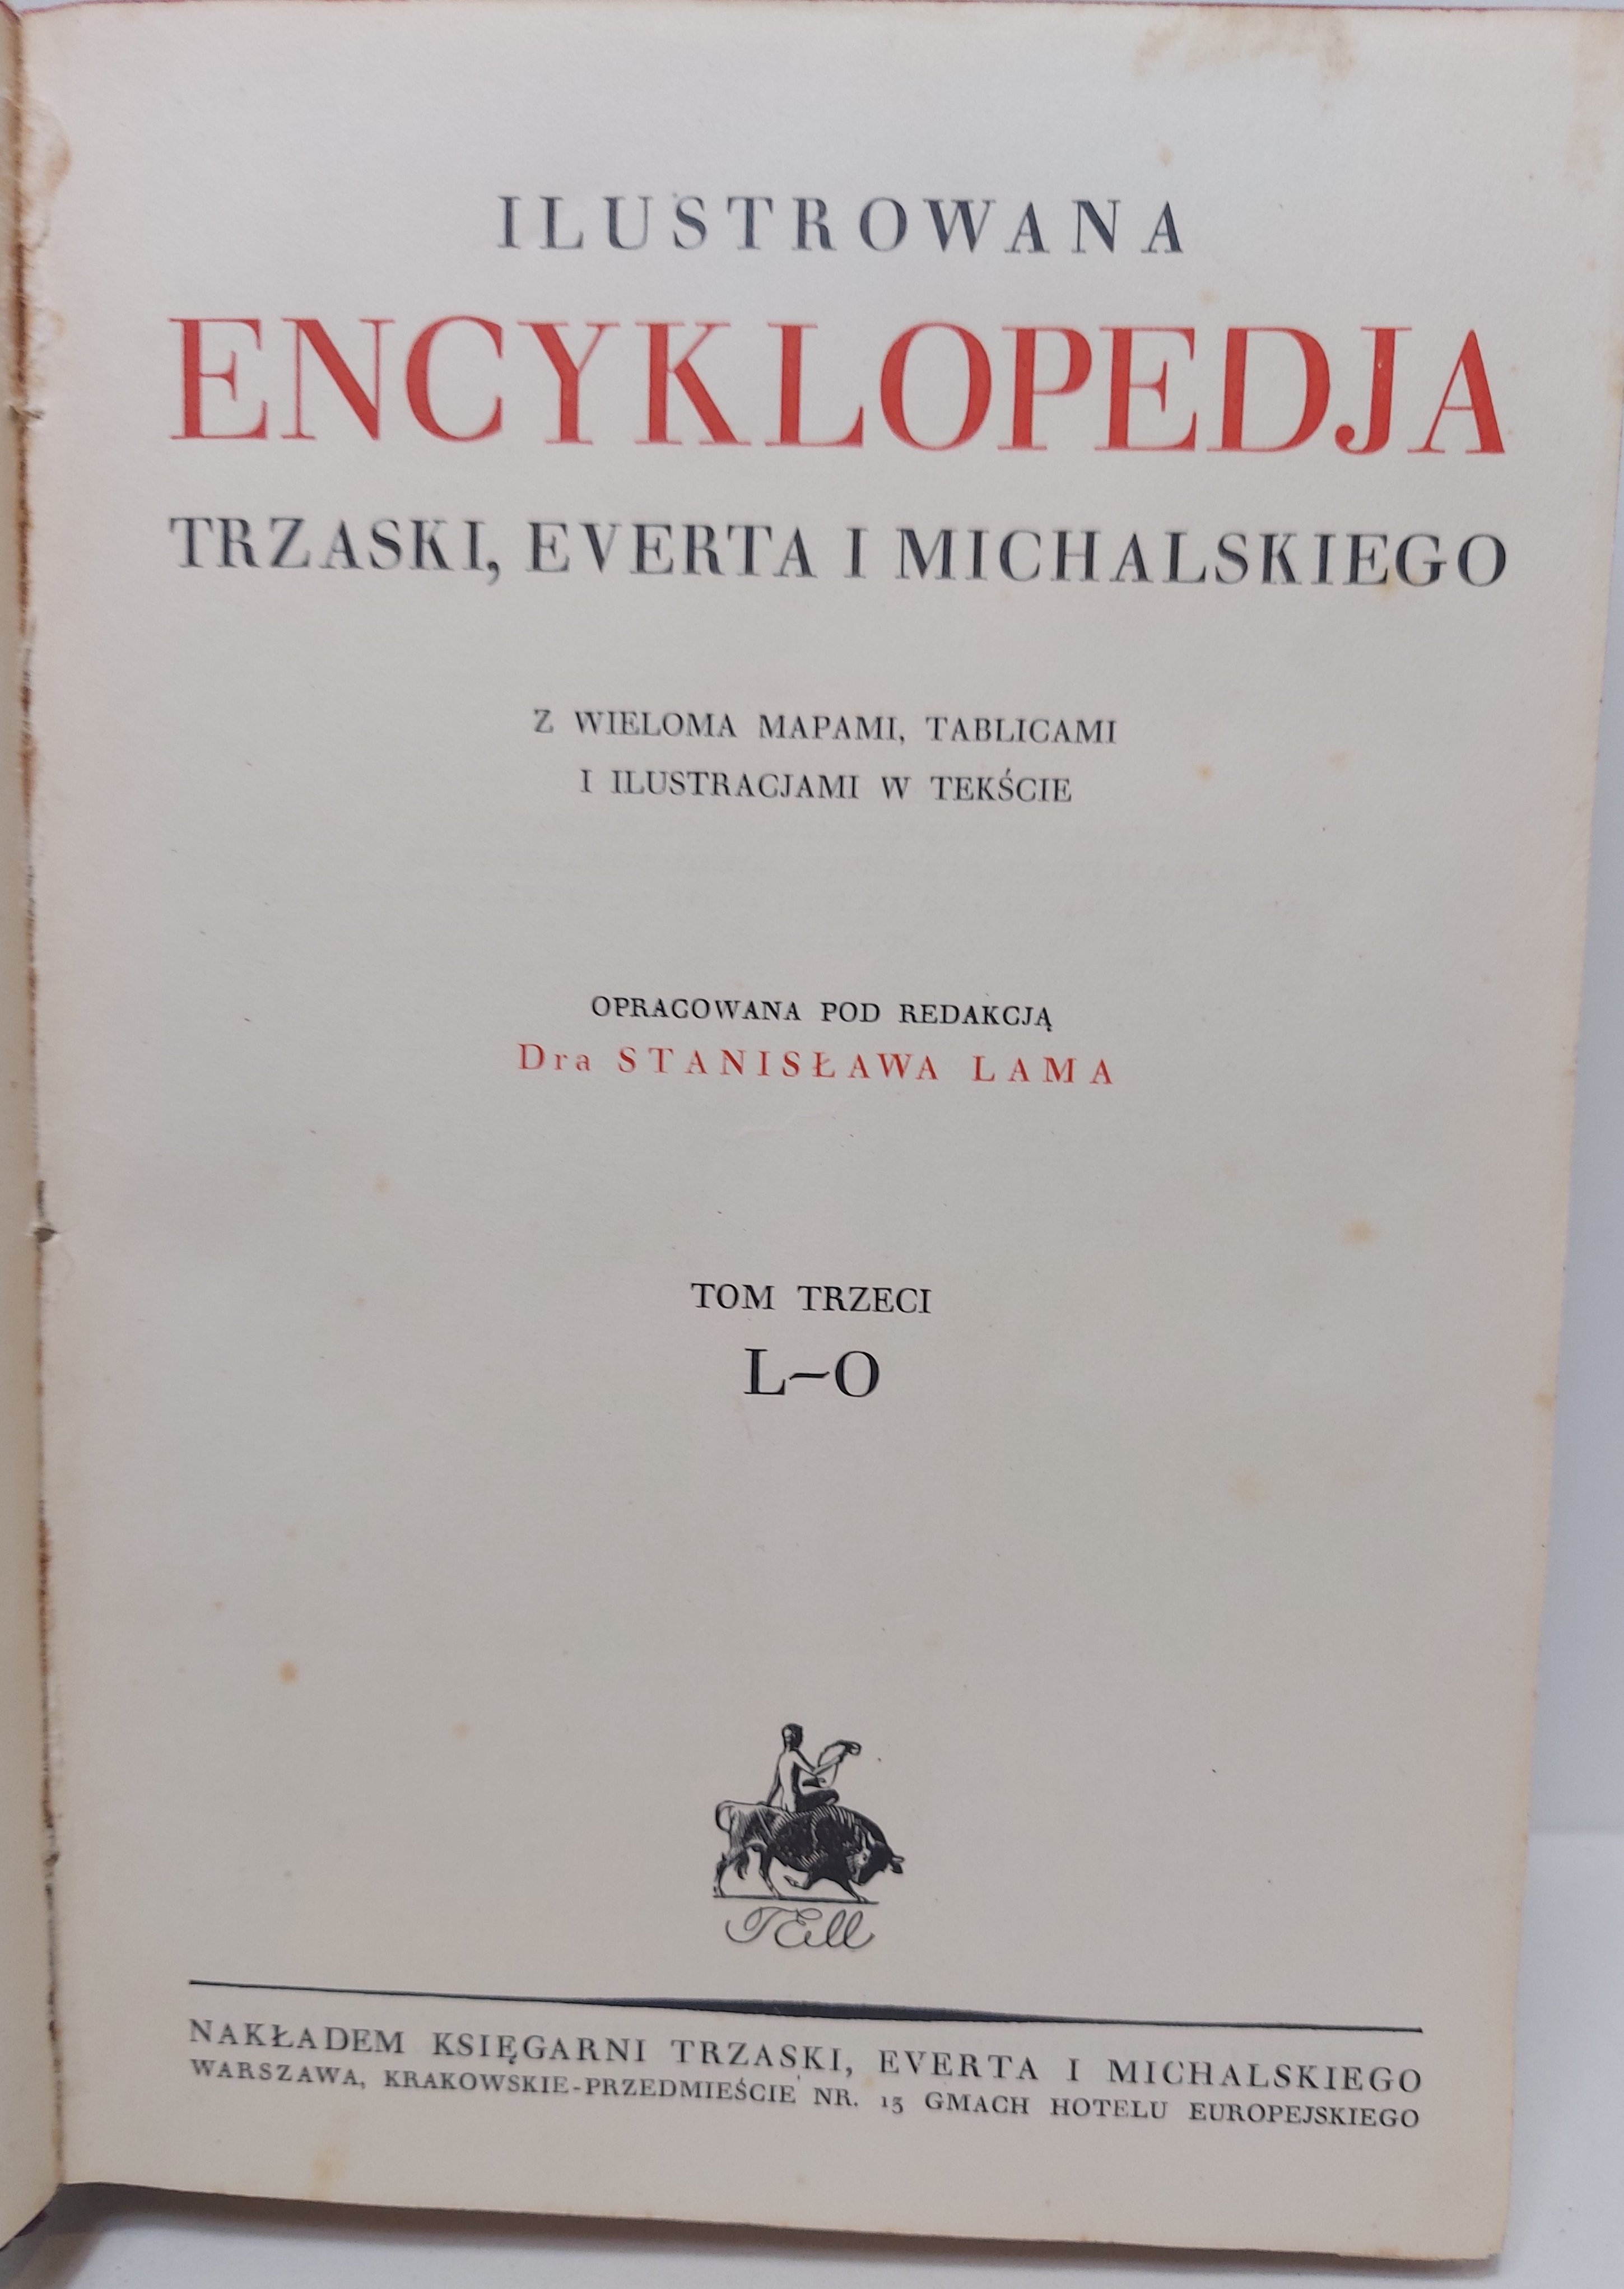 ILUSTROWANA
ENCYKLOPEDJA
TRZASKI, EVERTA I MICHALSKIEGO
Z WIELOMA MAPAMI, TABLICAMI
I ILUSTRACJAMI W TEKŚCIE
OPRACOWANA POD REDAKCJĄ
Dra STANISŁAWA LAMA
TOM TRZECI
L–O
TEM
NAKŁADEM KSIĘGARNI TRZASKI, EVERTA I MICHALSKIEGO
WARSZAWA, KRAKOWSKIE-PRZEDMIEŚCIE NR. 13 GMACH HOTELU EUROPEJSKIEGO